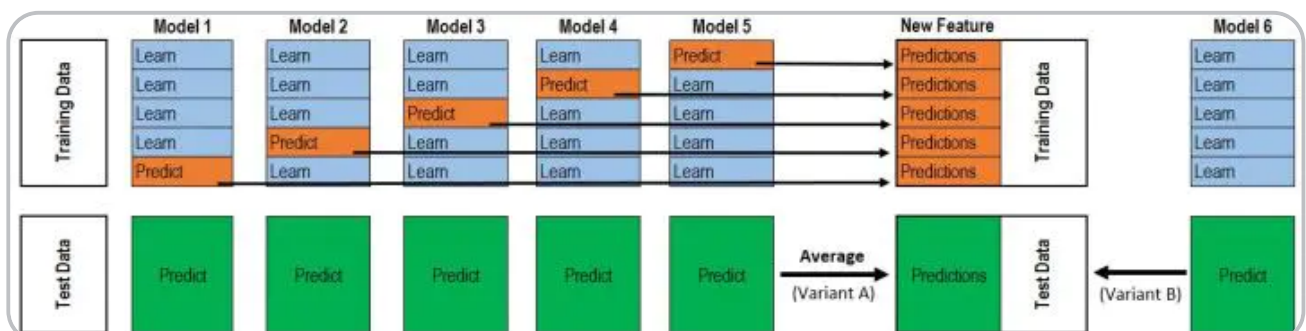 Model 1 Model 2 Model 3 Model 4 Model 5 New Feature Model 6
Training Data
Learn Learn Learn Learn Predict Predictions Learn
Learn Learn Learn Predict Learn Predictions Learn
Learn Learn Predict Learn Learn Predictions Learn
Learn Predict Learn Learn Learn Predictions Learn
Predict Learn Learn Learn Learn Predictions Learn
Training Data
Test Data
Predict Predict Predict Predict Predict
Average
(Variant A)
Predictions
Test Data
(Variant B)
Predict